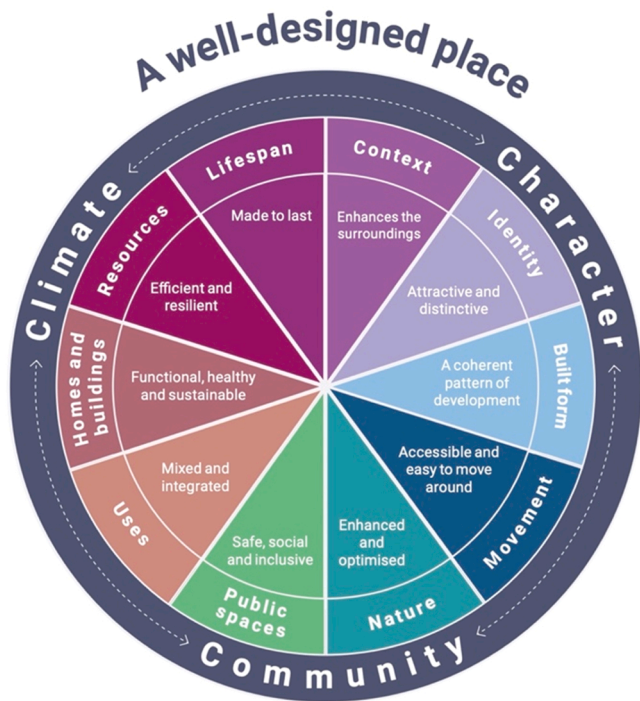 A well-designed place
Climate
Character
Community
Context
Enhances the
surroundings
Identity
Attractive and
distinctive
Built form
A coherent
pattern of
development
Movement
Accessible and
easy to move
around
Nature
Enhanced
and
optimised
Public
spaces
Safe, social
and inclusive
Uses
Mixed and
integrated
Homes and
buildings
Functional, healthy
and sustainable
Resources
Efficient and
resilient
Lifespan
Made to last